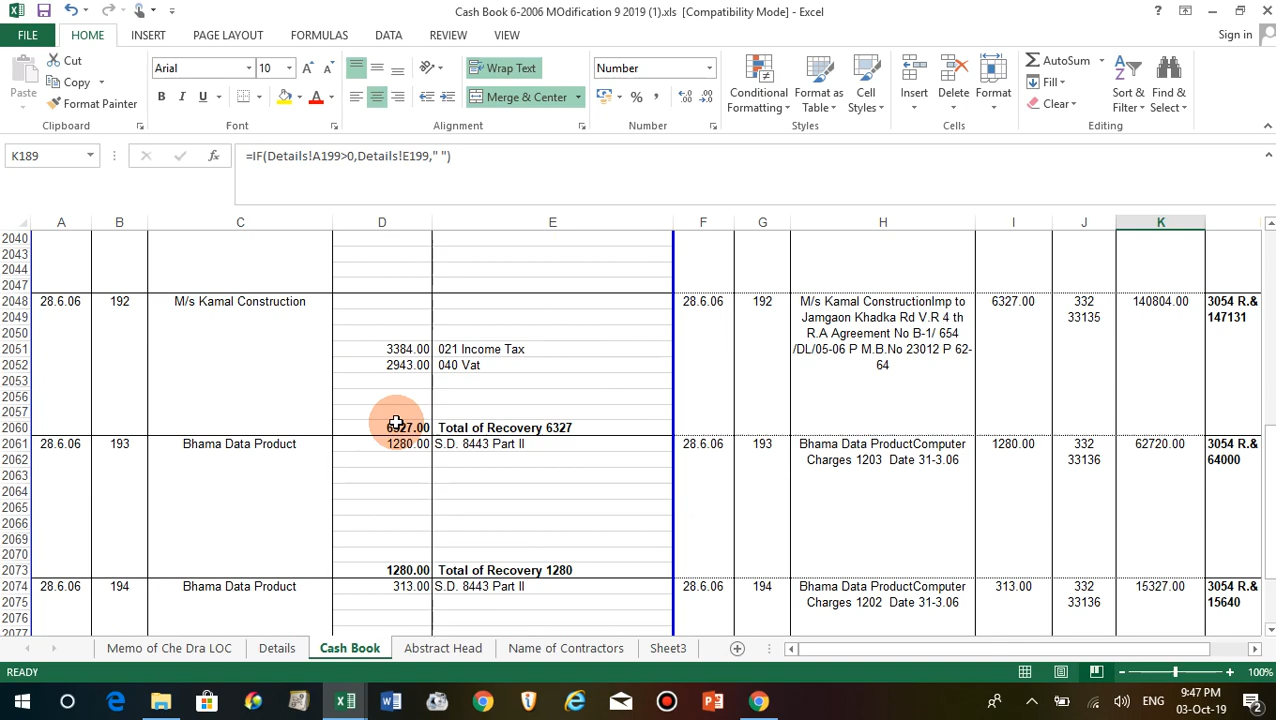 Cash Book 6-2006 MOdification 9 2019 (1).xls [Compatibility Mode] - Excel
FILE HOME INSERT PAGE LAYOUT FORMULAS DATA REVIEW VIEW Sign in
Paste Cut Copy Format Painter
Arial 10
Wrap Text
Merge & Center
Number
Conditional Formatting Format as Table Cell Styles
Insert Delete Format
AutoSum Fill Clear
Sort & Filter Find & Select
Clipboard Font Alignment Number Styles Cells Editing
K189 =IF(Details!A199>0,Details!E199," ")
A B C D E F G H I J K
2040
2043
2044
2047
2048 28.6.06 192 M/s Kamal Construction 28.6.06 192 M/s Kamal ConstructionImp to 6327.00 332 140804.00 3054 R.&
2049 Jamgaon Khadka Rd V.R 4 th 33135 147131
2050 R.A Agreement No B-1/ 654
2051 3384.00 021 Income Tax /DL/05-06 P M.B.No 23012 P 62-
2052 2943.00 040 Vat 64
2053
2056
2057
2060 6327.00 Total of Recovery 6327
2061 28.6.06 193 Bhama Data Product 1280.00 S.D. 8443 Part II 28.6.06 193 Bhama Data ProductComputer 1280.00 332 62720.00 3054 R.&
2062 Charges 1203 Date 31-3.06 33136 64000
2063
2064
2065
2066
2069
2070
2073 1280.00 Total of Recovery 1280
2074 28.6.06 194 Bhama Data Product 313.00 S.D. 8443 Part II 28.6.06 194 Bhama Data ProductComputer 313.00 332 15327.00 3054 R.&
2075 Charges 1202 Date 31-3.06 33136 15640
2076
2077
Memo of Che Dra LOC Details Cash Book Abstract Head Name of Contractors Sheet3
READY 100%
ENG 9:47 PM
03-Oct-19 2